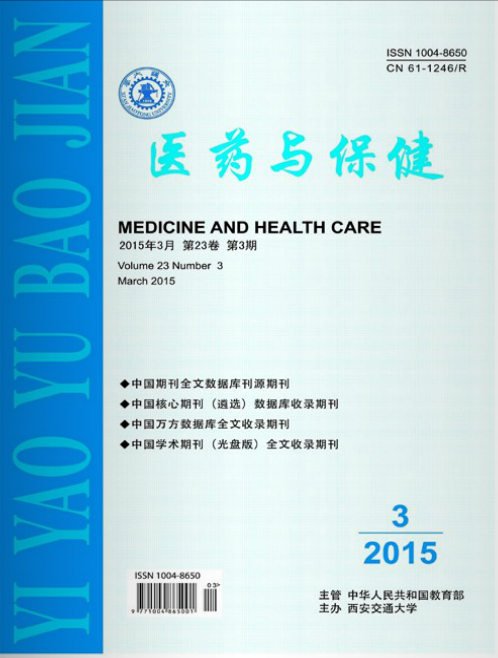 YI YAO YU BAO JIAN
ISSN 1004-8650
CN 61-1246/R
医药与保健
MEDICINE AND HEALTH CARE
2015年3月 第23卷 第3期
Volume 23 Number 3
March 2015
◆中国期刊全文数据库刊源期刊
◆中国核心期刊（遴选）数据库收录期刊
◆中国万方数据库全文收录期刊
◆中国学术期刊（光盘版）全文收录期刊
3
2015
ISSN 1004-8650
03
9 771004 865001
主管 中华人民共和国教育部
主办 西安交通大学